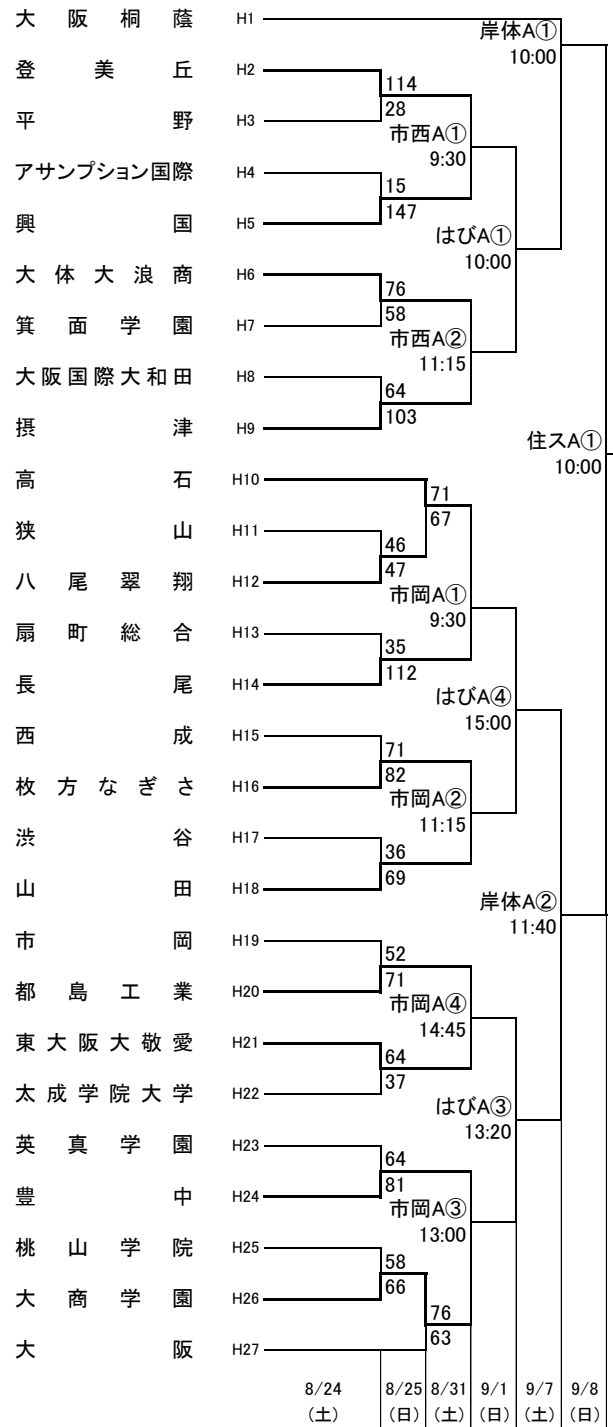 大阪桐蔭 H1
岸体A①
10:00
登美丘 H2
114
平野 H3
28
市西A①
9:30
アサンプション国際 H4
15
興国 H5
147
はびA①
10:00
大体大浪商 H6
76
箕面学園 H7
58
市西A②
11:15
大阪国際大和田 H8
64
摂津 H9
103
住スA①
10:00
高石 H10
71
67
狭山 H11
46
八尾翠翔 H12
47
市岡A①
9:30
扇町総合 H13
35
長尾 H14
112
はびA④
15:00
西成 H15
71
枚方なぎさ H16
82
市岡A②
11:15
渋谷 H17
36
山田 H18
69
岸体A②
11:40
市岡 H19
52
都島工業 H20
71
市岡A④
14:45
東大阪大敬愛 H21
64
太成学院大学 H22
37
はびA③
13:20
英真学園 H23
64
豊中 H24
81
市岡A③
13:00
桃山学院 H25
58
大商学園 H26
66
76
大阪 H27
63
8/24 8/25 8/31 9/1 9/7 9/8
(土) (日) (土) (日) (土) (日)